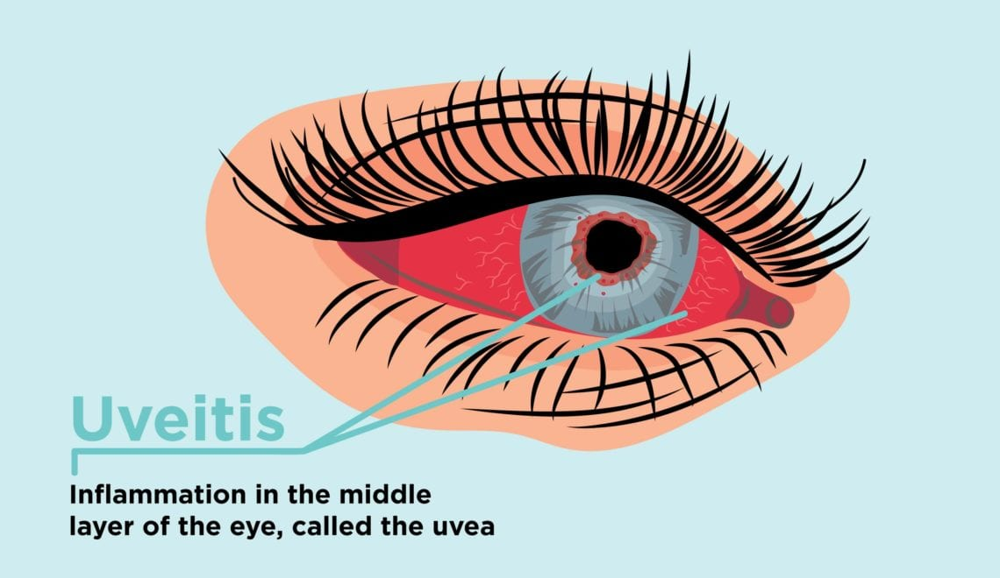 Uveitis
Inflammation in the middle
layer of the eye, called the uvea